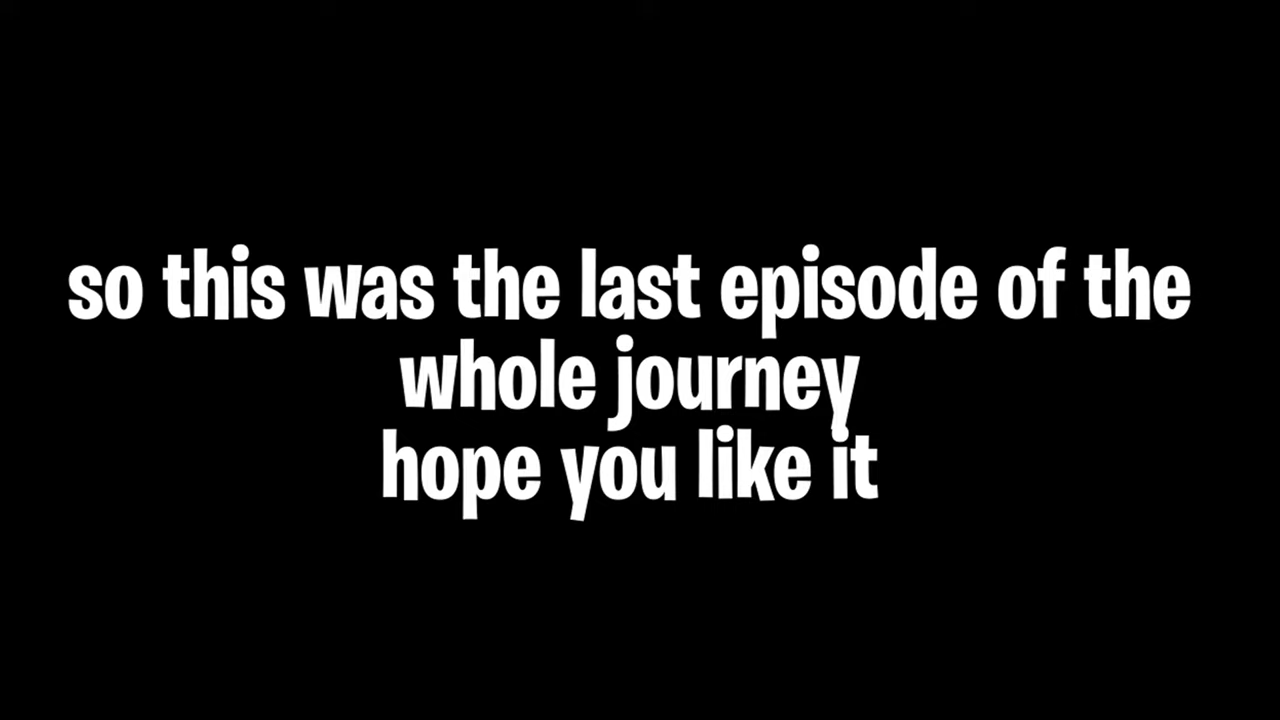 so this was the last episode of the
whole journey
hope you like it